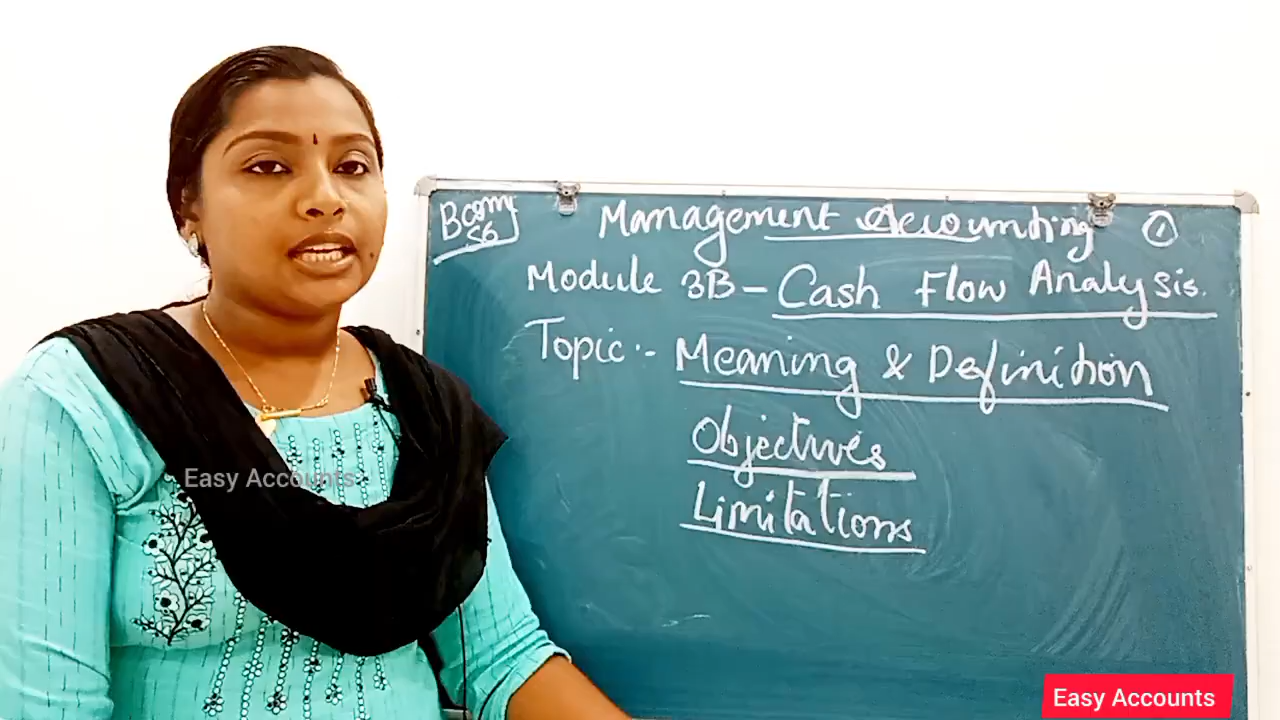 Bcom
S6
Management Accounting ①
Module 3B - Cash Flow Analysis.
Topic :- Meaning & Definition
Objectives
Limitations
Easy Accounts
Easy Accounts